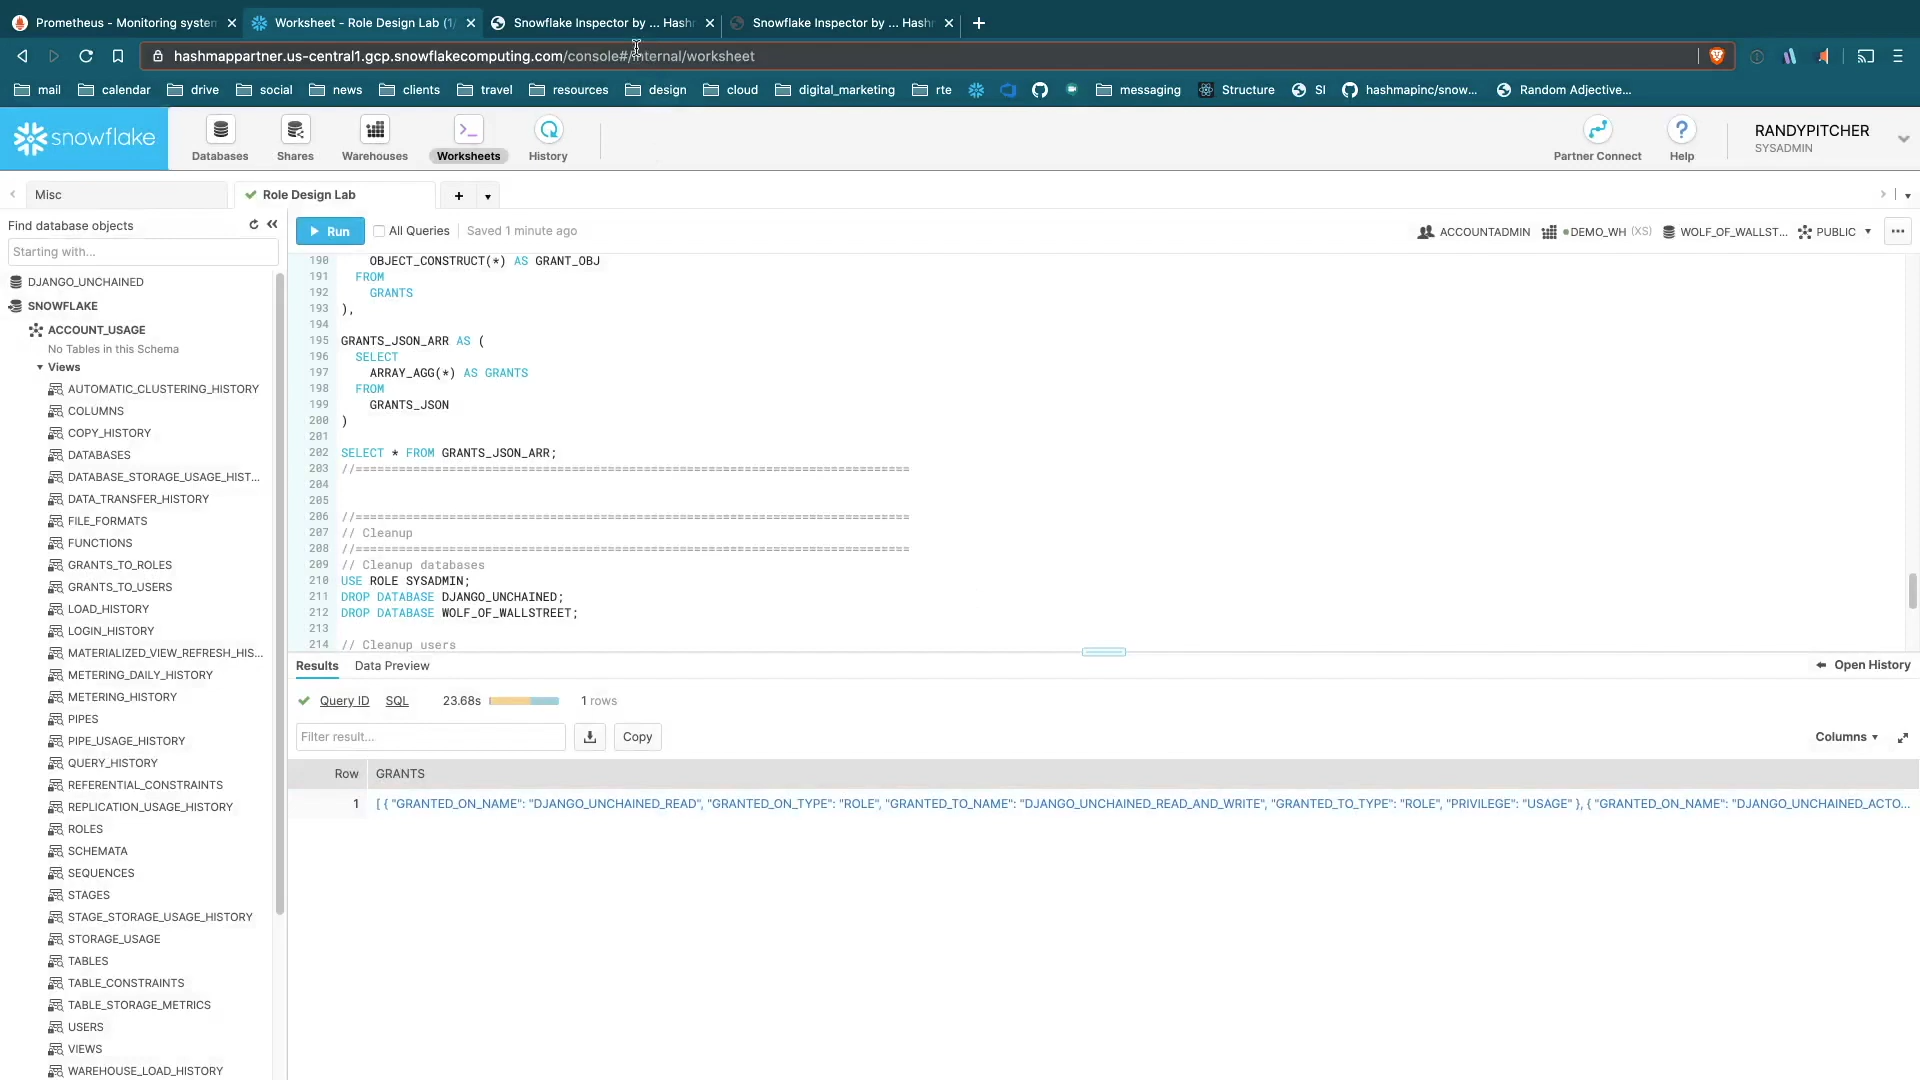 Prometheus - Monitoring system
Worksheet - Role Design Lab (1/
Snowflake Inspector by ... Hashr
Snowflake Inspector by ... Hashr
hashmappartner.us-central1.gcp.snowflakecomputing.com/console#/internal/worksheet
mail calendar drive social news clients travel resources design cloud digital_marketing rte messaging Structure SI hashmapinc/snow... Random Adjective...
snowflake
Databases Shares Warehouses Worksheets History
Partner Connect Help
RANDYPITCHER
SYSADMIN
Misc
Role Design Lab
Find database objects
Starting with...
DJANGO_UNCHAINED
SNOWFLAKE
ACCOUNT_USAGE
No Tables in this Schema
Views
AUTOMATIC_CLUSTERING_HISTORY
COLUMNS
COPY_HISTORY
DATABASES
DATABASE_STORAGE_USAGE_HIST...
DATA_TRANSFER_HISTORY
FILE_FORMATS
FUNCTIONS
GRANTS_TO_ROLES
GRANTS_TO_USERS
LOAD_HISTORY
LOGIN_HISTORY
MATERIALIZED_VIEW_REFRESH_HIS...
METERING_DAILY_HISTORY
METERING_HISTORY
PIPES
PIPE_USAGE_HISTORY
QUERY_HISTORY
REFERENTIAL_CONSTRAINTS
REPLICATION_USAGE_HISTORY
ROLES
SCHEMATA
SEQUENCES
STAGES
STAGE_STORAGE_USAGE_HISTORY
STORAGE_USAGE
TABLES
TABLE_CONSTRAINTS
TABLE_STORAGE_METRICS
USERS
VIEWS
WAREHOUSE_LOAD_HISTORY
Run All Queries Saved 1 minute ago
ACCOUNTADMIN DEMO_WH (XS) WOLF_OF_WALLST... PUBLIC
190 OBJECT_CONSTRUCT(*) AS GRANT_OBJ
191 FROM
192 GRANTS
193 ),
194
195 GRANTS_JSON_ARR AS (
196 SELECT
197 ARRAY_AGG(*) AS GRANTS
198 FROM
199 GRANTS_JSON
200 )
201
202 SELECT * FROM GRANTS_JSON_ARR;
203 //=============================================================================
204
205
206 //=============================================================================
207 // Cleanup
208 //=============================================================================
209 // Cleanup databases
210 USE ROLE SYSADMIN;
211 DROP DATABASE DJANGO_UNCHAINED;
212 DROP DATABASE WOLF_OF_WALLSTREET;
213
214 // Cleanup users
Results Data Preview
Open History
Query ID SQL 23.68s 1 rows
Filter result...
Copy
Columns
Row GRANTS
1 [ { "GRANTED_ON_NAME": "DJANGO_UNCHAINED_READ", "GRANTED_ON_TYPE": "ROLE", "GRANTED_TO_NAME": "DJANGO_UNCHAINED_READ_AND_WRITE", "GRANTED_TO_TYPE": "ROLE", "PRIVILEGE": "USAGE" }, { "GRANTED_ON_NAME": "DJANGO_UNCHAINED_ACTO...